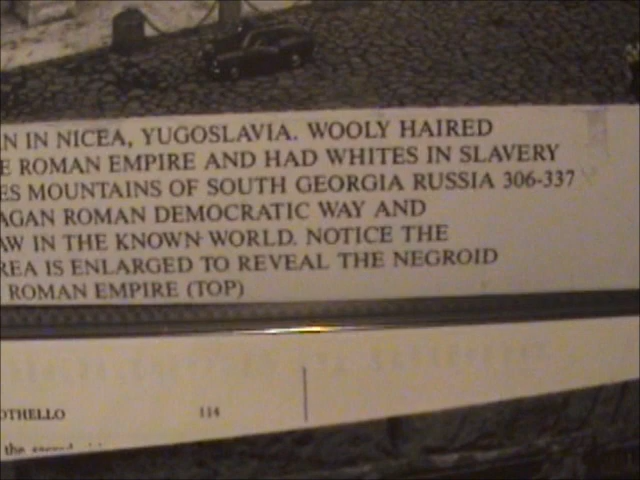 N IN NICEA, YUGOSLAVIA. WOOLY HAIRED
E ROMAN EMPIRE AND HAD WHITES IN SLAVERY
ES MOUNTAINS OF SOUTH GEORGIA RUSSIA 306-337
AGAN ROMAN DEMOCRATIC WAY AND
AW IN THE KNOWN WORLD. NOTICE THE
REA IS ENLARGED TO REVEAL THE NEGROID
ROMAN EMPIRE (TOP)
OTHELLO 114
the second